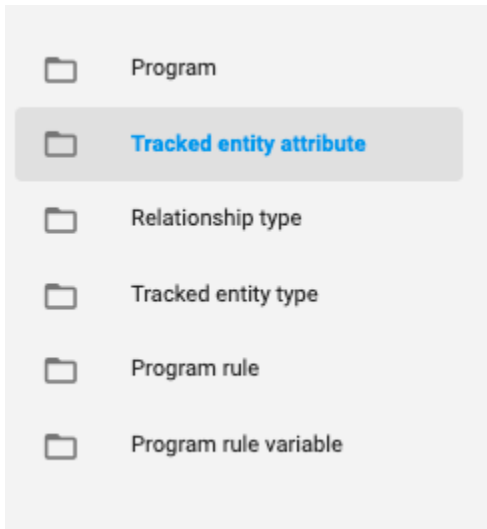 Program
Tracked entity attribute
Relationship type
Tracked entity type
Program rule
Program rule variable